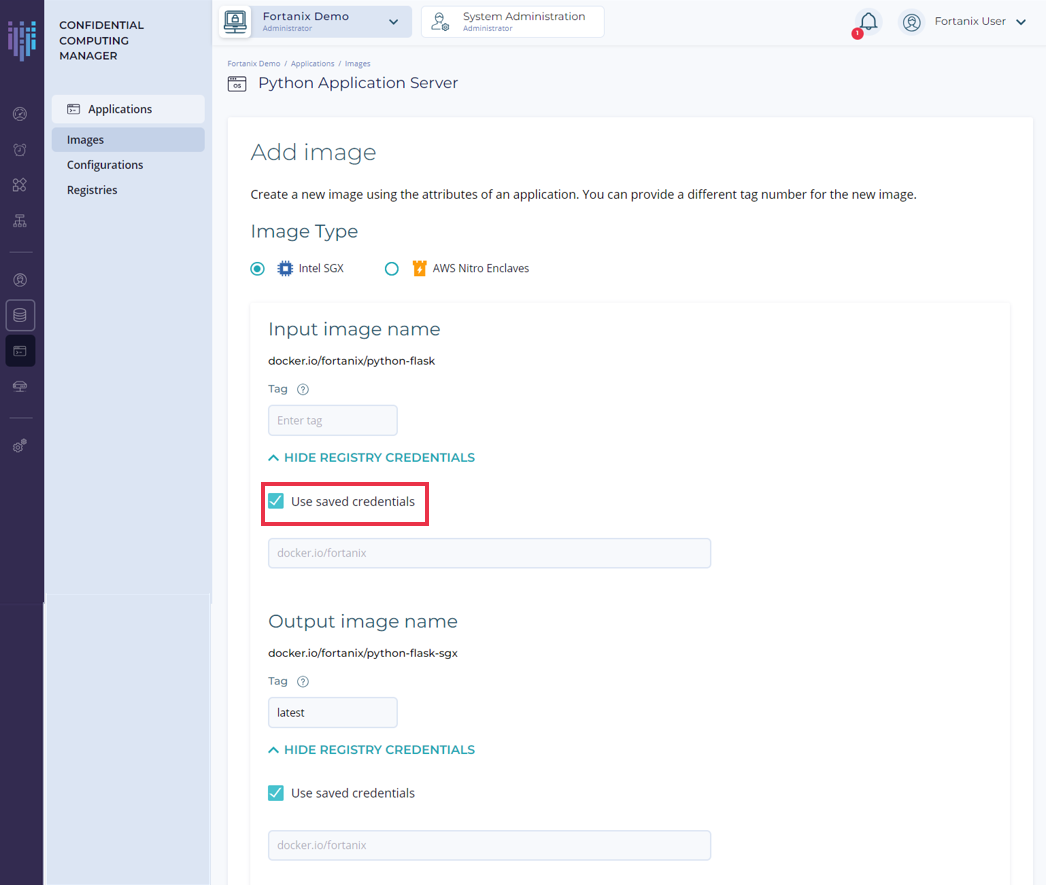 CONFIDENTIAL
COMPUTING
MANAGER
Applications
Images
Configurations
Registries
Fortanix Demo
Administrator
System Administration
Administrator
1
Fortanix User
Fortanix Demo / Applications / Images
OS
Python Application Server
Add image
Create a new image using the attributes of an application. You can provide a different tag number for the new image.
Image Type
Intel SGX
AWS Nitro Enclaves
Input image name
docker.io/fortanix/python-flask
Tag ?
Enter tag
HIDE REGISTRY CREDENTIALS
Use saved credentials
docker.io/fortanix
Output image name
docker.io/fortanix/python-flask-sgx
Tag ?
latest
HIDE REGISTRY CREDENTIALS
Use saved credentials
docker.io/fortanix